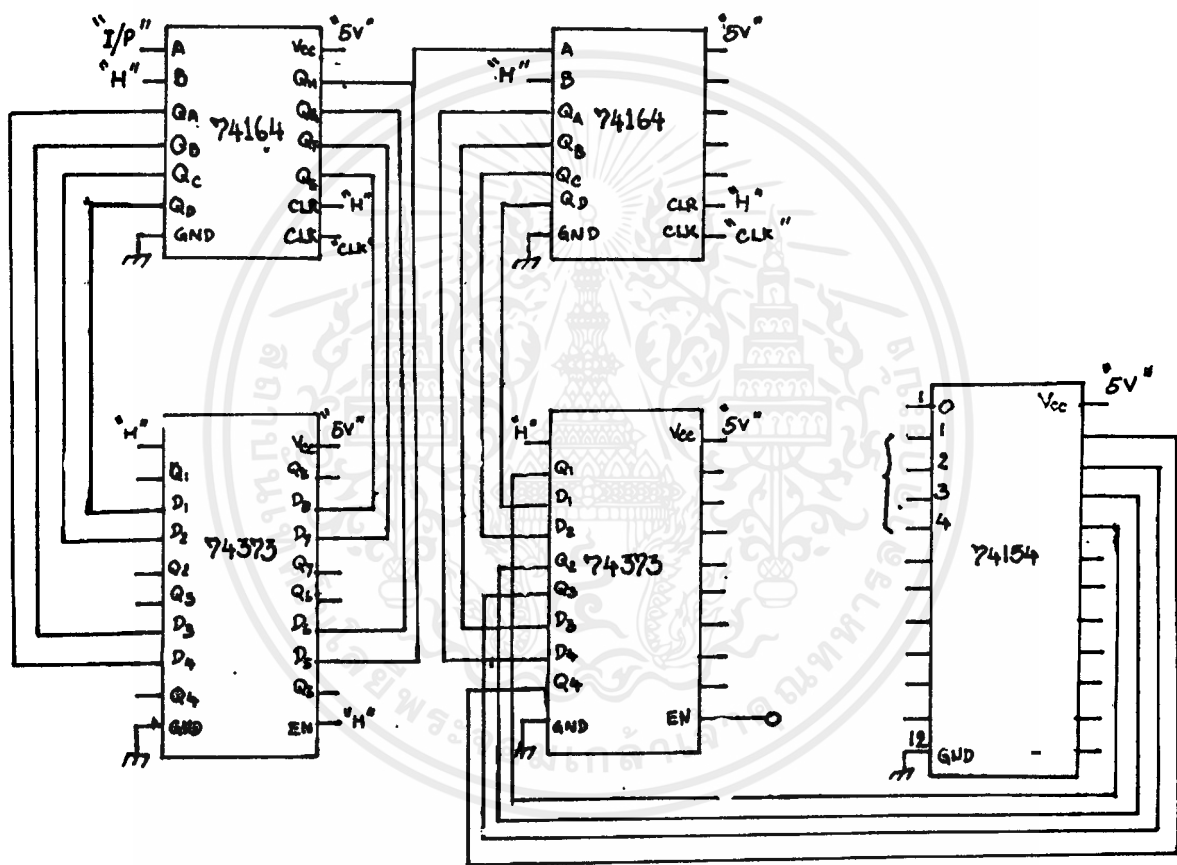 "I/P"
"H"
A
B
QA
QB
QC
QD
GND
74164
"5V"
Vcc
QH
QG
QF
QE
CLR
"H"
CLK
"CLK"
"H"
A
B
QA
QB
QC
QD
GND
74164
"5V"
CLR
"H"
CLK
"CLK"
"H"
Q1
D1
D2
Q2
Q3
D3
D4
Q4
GND
74373
"5V"
Vcc
Q8
D8
D7
Q7
Q6
D6
D5
Q5
EN
"H"
"H"
Q1
D1
D2
Q2
Q3
D3
D4
Q4
GND
74373
"5V"
Vcc
EN
1
0
1
2
3
4
12
GND
74154
Vcc
"5V"